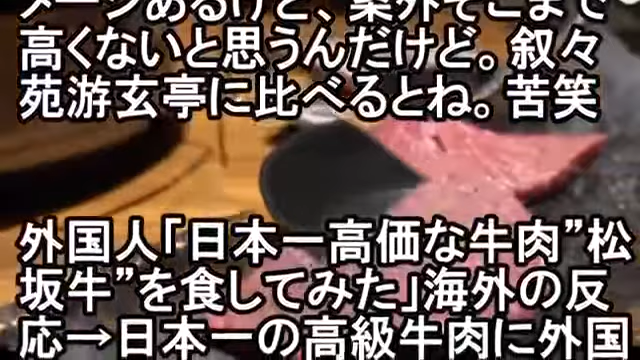 メージあるけど、案外そこまで
高くないと思うんだけど。叙々
苑游玄亭に比べるとね。苦笑
外国人「日本一高価な牛肉”松
坂牛”を食してみた」海外の反
応→日本一の高級牛肉に外国